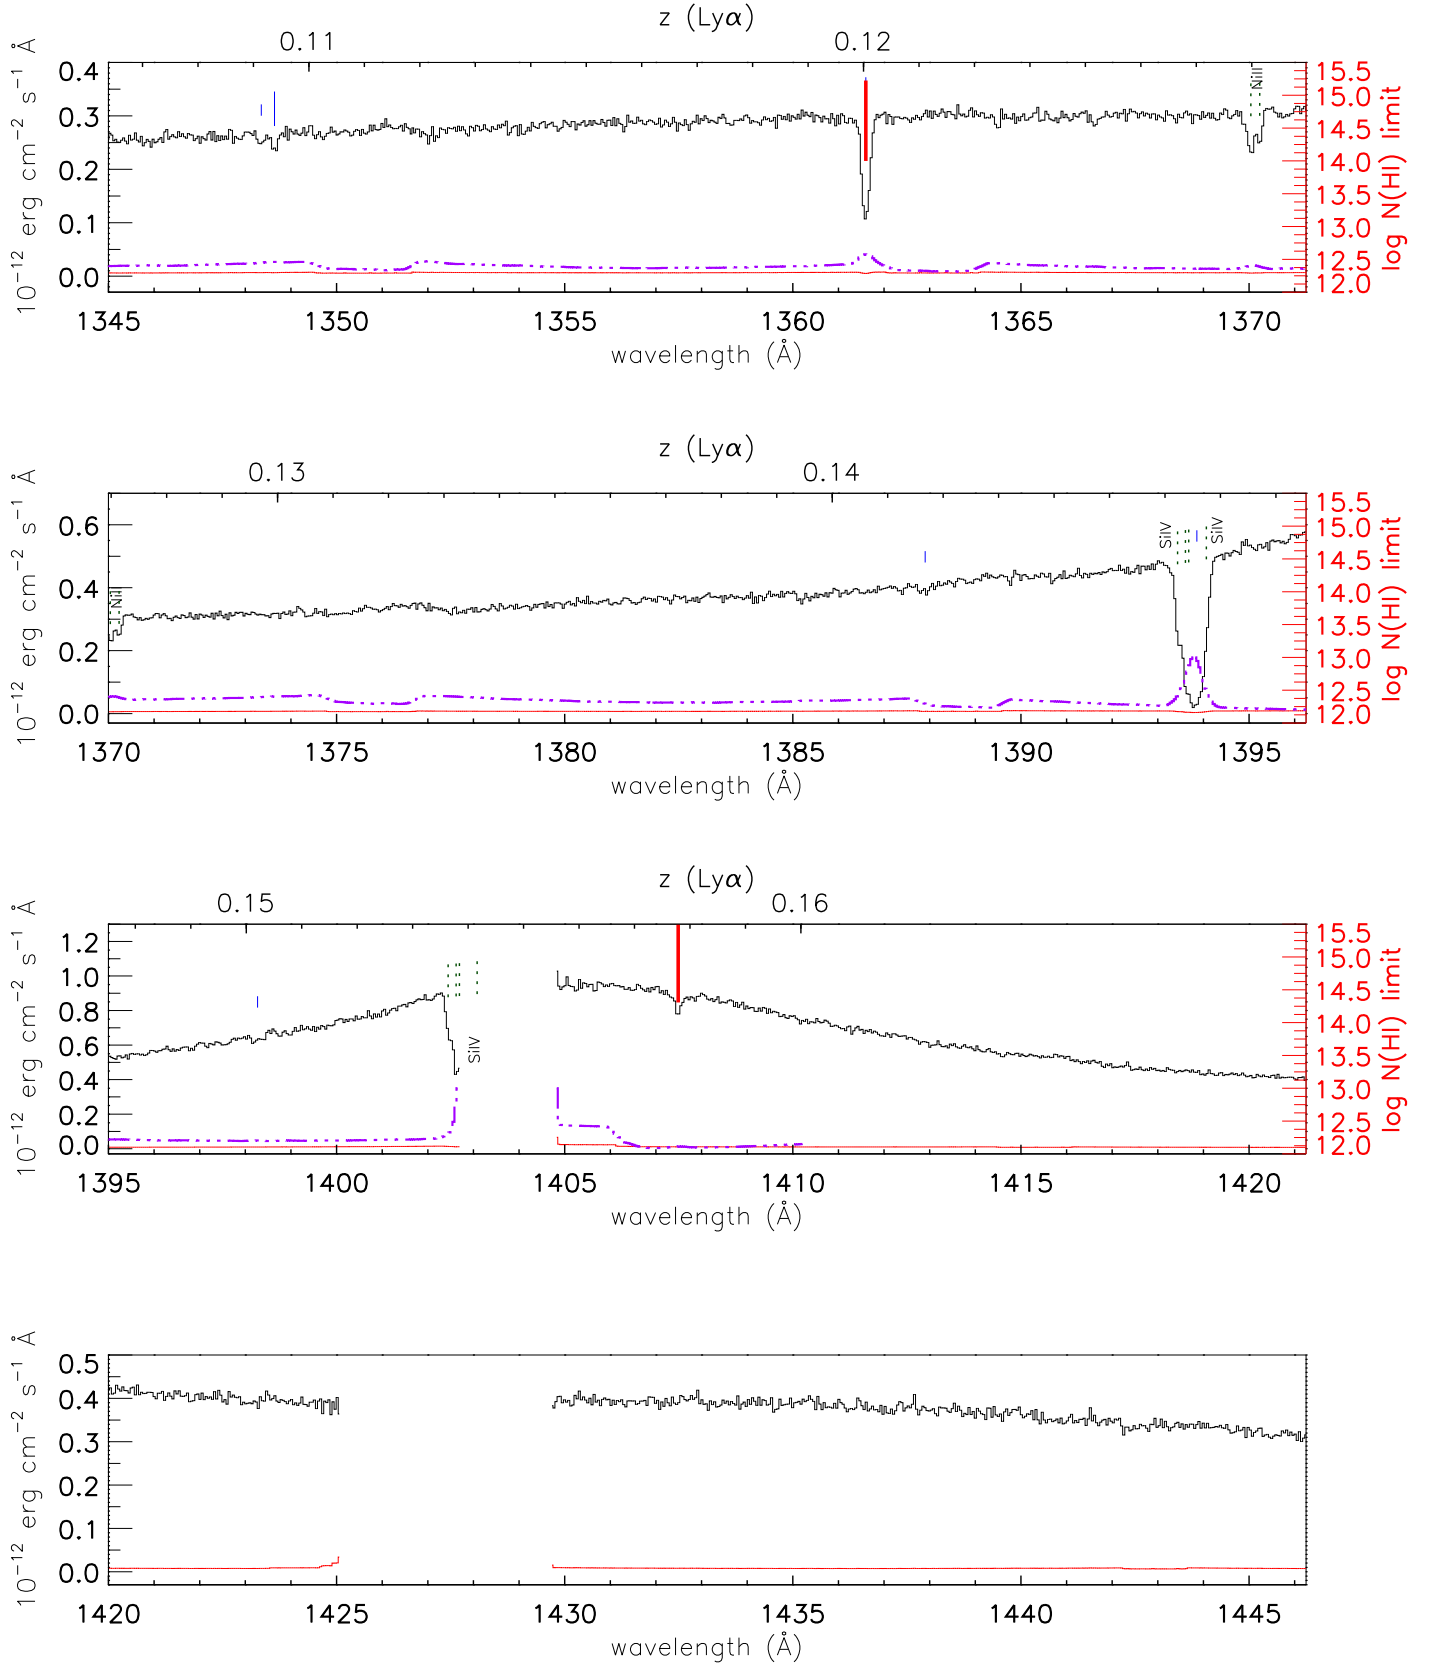 z (Lyα)
0.11 0.12
10⁻¹² erg cm⁻² s⁻¹ Å
0.4
0.3
0.2
0.1
0.0
NiII
15.5
15.0
14.5
14.0
13.5
13.0
12.5
12.0
log N(HI) limit
1345 1350 1355 1360 1365 1370
wavelength (Å)
z (Lyα)
0.13 0.14
10⁻¹² erg cm⁻² s⁻¹ Å
0.6
0.4
0.2
0.0
NiII
SiIV
SiIV
15.5
15.0
14.5
14.0
13.5
13.0
12.5
12.0
log N(HI) limit
1370 1375 1380 1385 1390 1395
wavelength (Å)
z (Lyα)
0.15 0.16
10⁻¹² erg cm⁻² s⁻¹ Å
1.2
1.0
0.8
0.6
0.4
0.2
0.0
SiIV
15.5
15.0
14.5
14.0
13.5
13.0
12.5
12.0
log N(HI) limit
1395 1400 1405 1410 1415 1420
wavelength (Å)
10⁻¹² erg cm⁻² s⁻¹ Å
0.5
0.4
0.3
0.2
0.1
0.0
1420 1425 1430 1435 1440 1445
wavelength (Å)